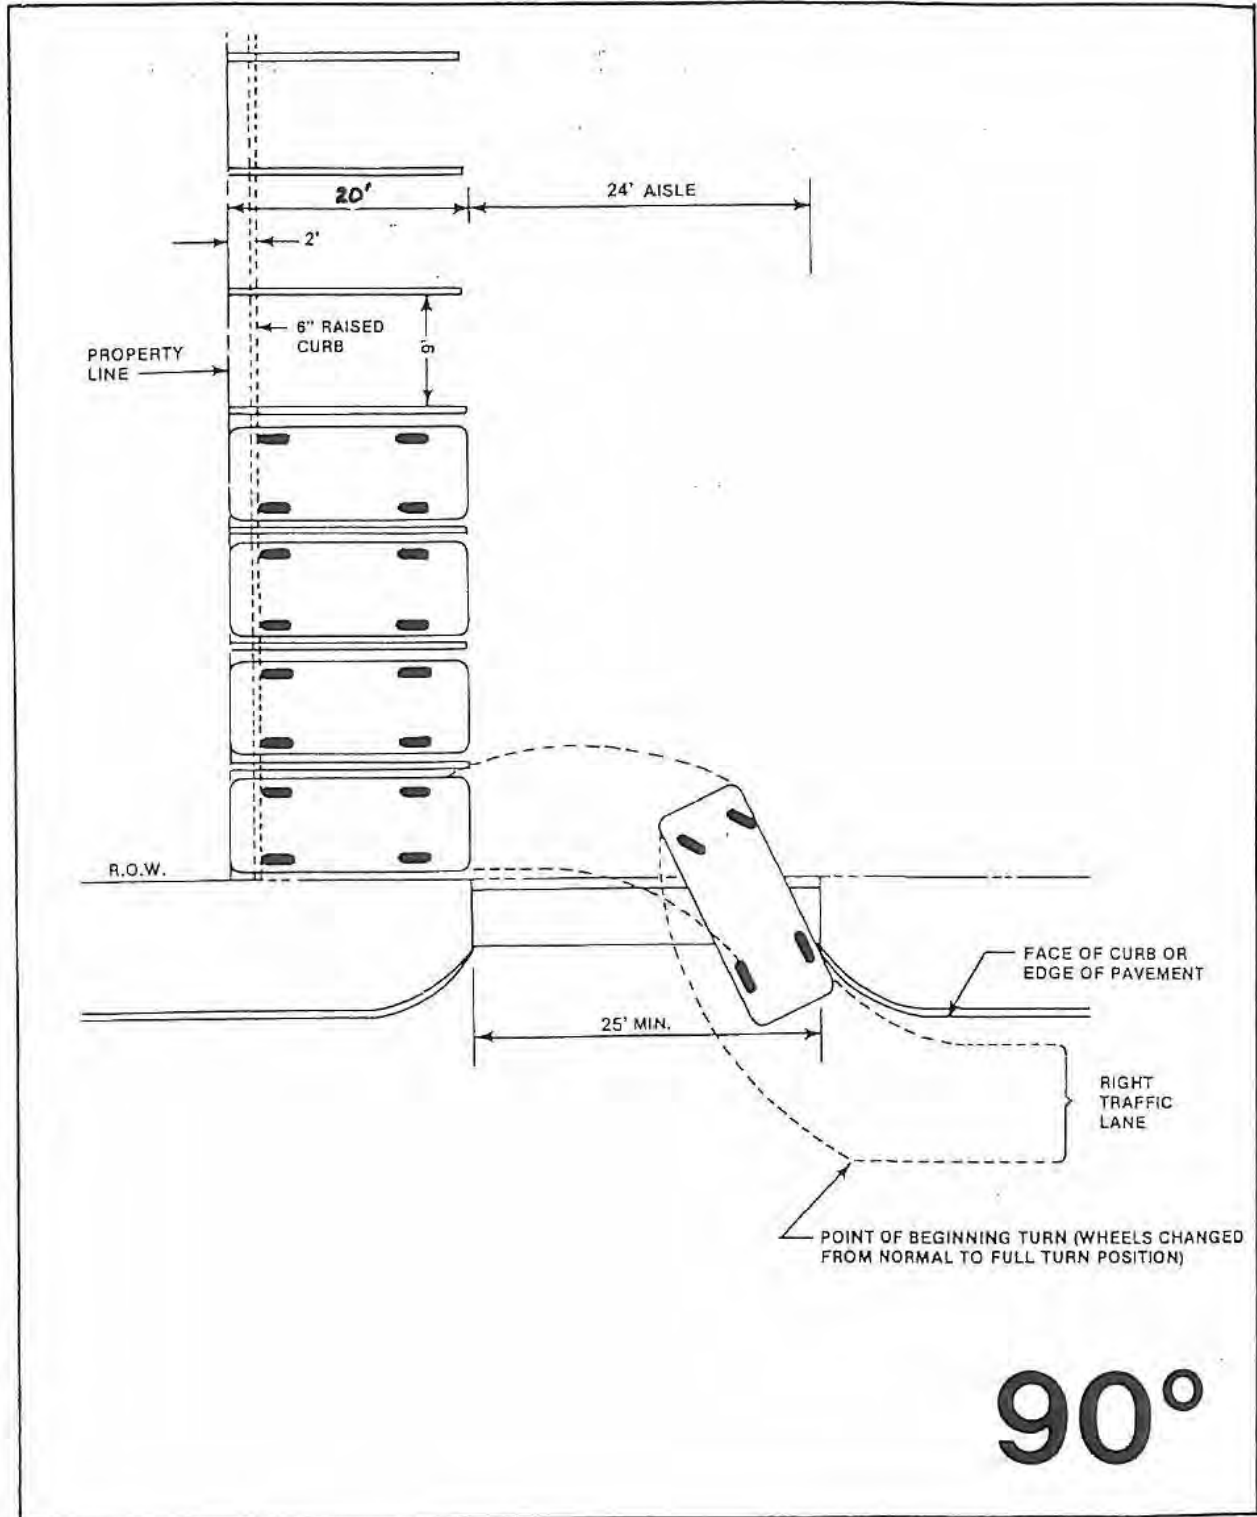 20'
24' AISLE
2'
6" RAISED
CURB
9'
PROPERTY
LINE
R.O.W.
FACE OF CURB OR
EDGE OF PAVEMENT
25' MIN.
RIGHT
TRAFFIC
LANE
POINT OF BEGINNING TURN (WHEELS CHANGED
FROM NORMAL TO FULL TURN POSITION)
90°